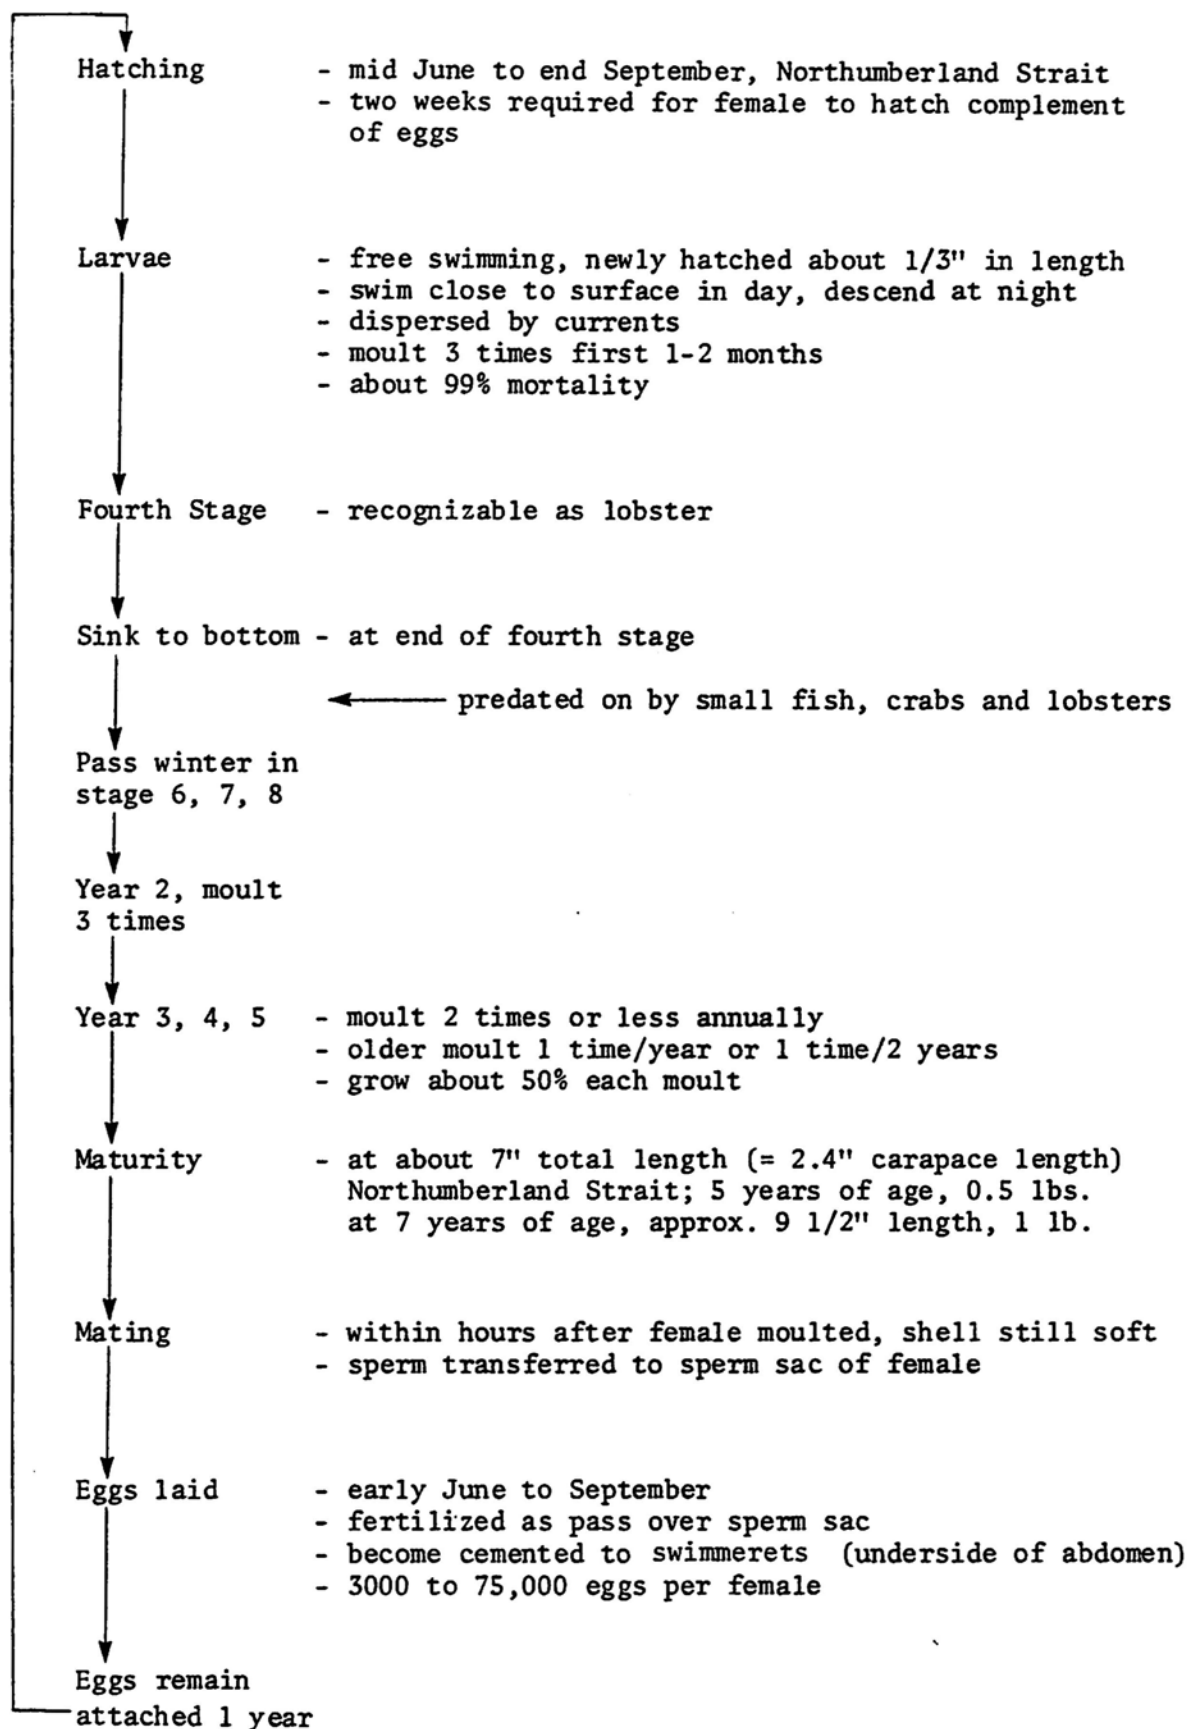 Hatching - mid June to end September, Northumberland Strait
- two weeks required for female to hatch complement
of eggs
Larvae - free swimming, newly hatched about 1/3" in length
- swim close to surface in day, descend at night
- dispersed by currents
- moult 3 times first 1-2 months
- about 99% mortality
Fourth Stage - recognizable as lobster
Sink to bottom - at end of fourth stage
predated on by small fish, crabs and lobsters
Pass winter in
stage 6, 7, 8
Year 2, moult
3 times
Year 3, 4, 5 - moult 2 times or less annually
- older moult 1 time/year or 1 time/2 years
- grow about 50% each moult
Maturity - at about 7" total length (= 2.4" carapace length)
Northumberland Strait; 5 years of age, 0.5 lbs.
at 7 years of age, approx. 9 1/2" length, 1 lb.
Mating - within hours after female moulted, shell still soft
- sperm transferred to sperm sac of female
Eggs laid - early June to September
- fertilized as pass over sperm sac
- become cemented to swimmerets (underside of abdomen)
- 3000 to 75,000 eggs per female
Eggs remain
attached 1 year